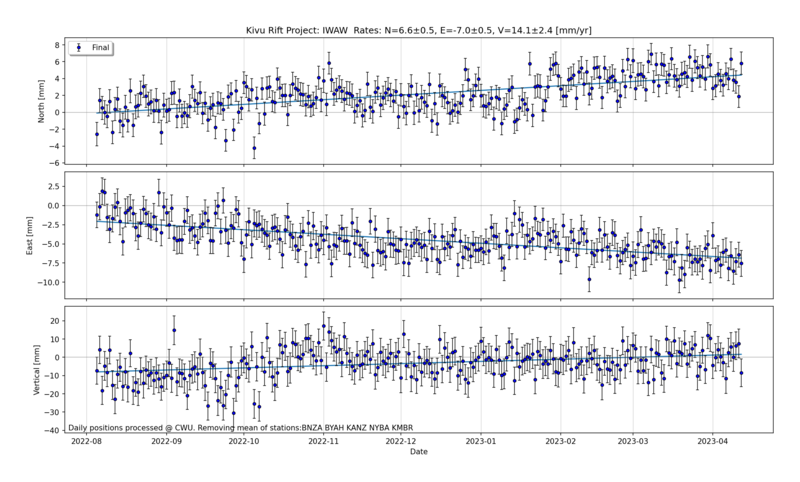 Kivu Rift Project: IWAW Rates: N=6.6±0.5, E=-7.0±0.5, V=14.1±2.4 [mm/yr]
Final
North [mm]
8
6
4
2
0
−2
−4
−6
East [mm]
2.5
0.0
−2.5
−5.0
−7.5
−10.0
Vertical [mm]
20
10
0
−10
−20
−30
−40
Daily positions processed @ CWU. Removing mean of stations:BNZA BYAH KANZ NYBA KMBR
2022-08 2022-09 2022-10 2022-11 2022-12 2023-01 2023-02 2023-03 2023-04
Date